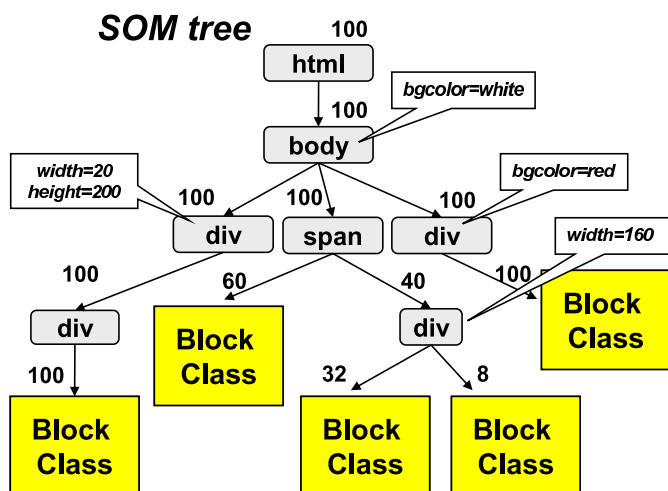 SOM tree
100
html
100
bgcolor=white
body
width=20
height=200
100
100
100
bgcolor=red
div
span
div
width=160
100
60
40
100
div
Block
Class
div
Block
Class
100
32
8
Block
Class
Block
Class
Block
Class